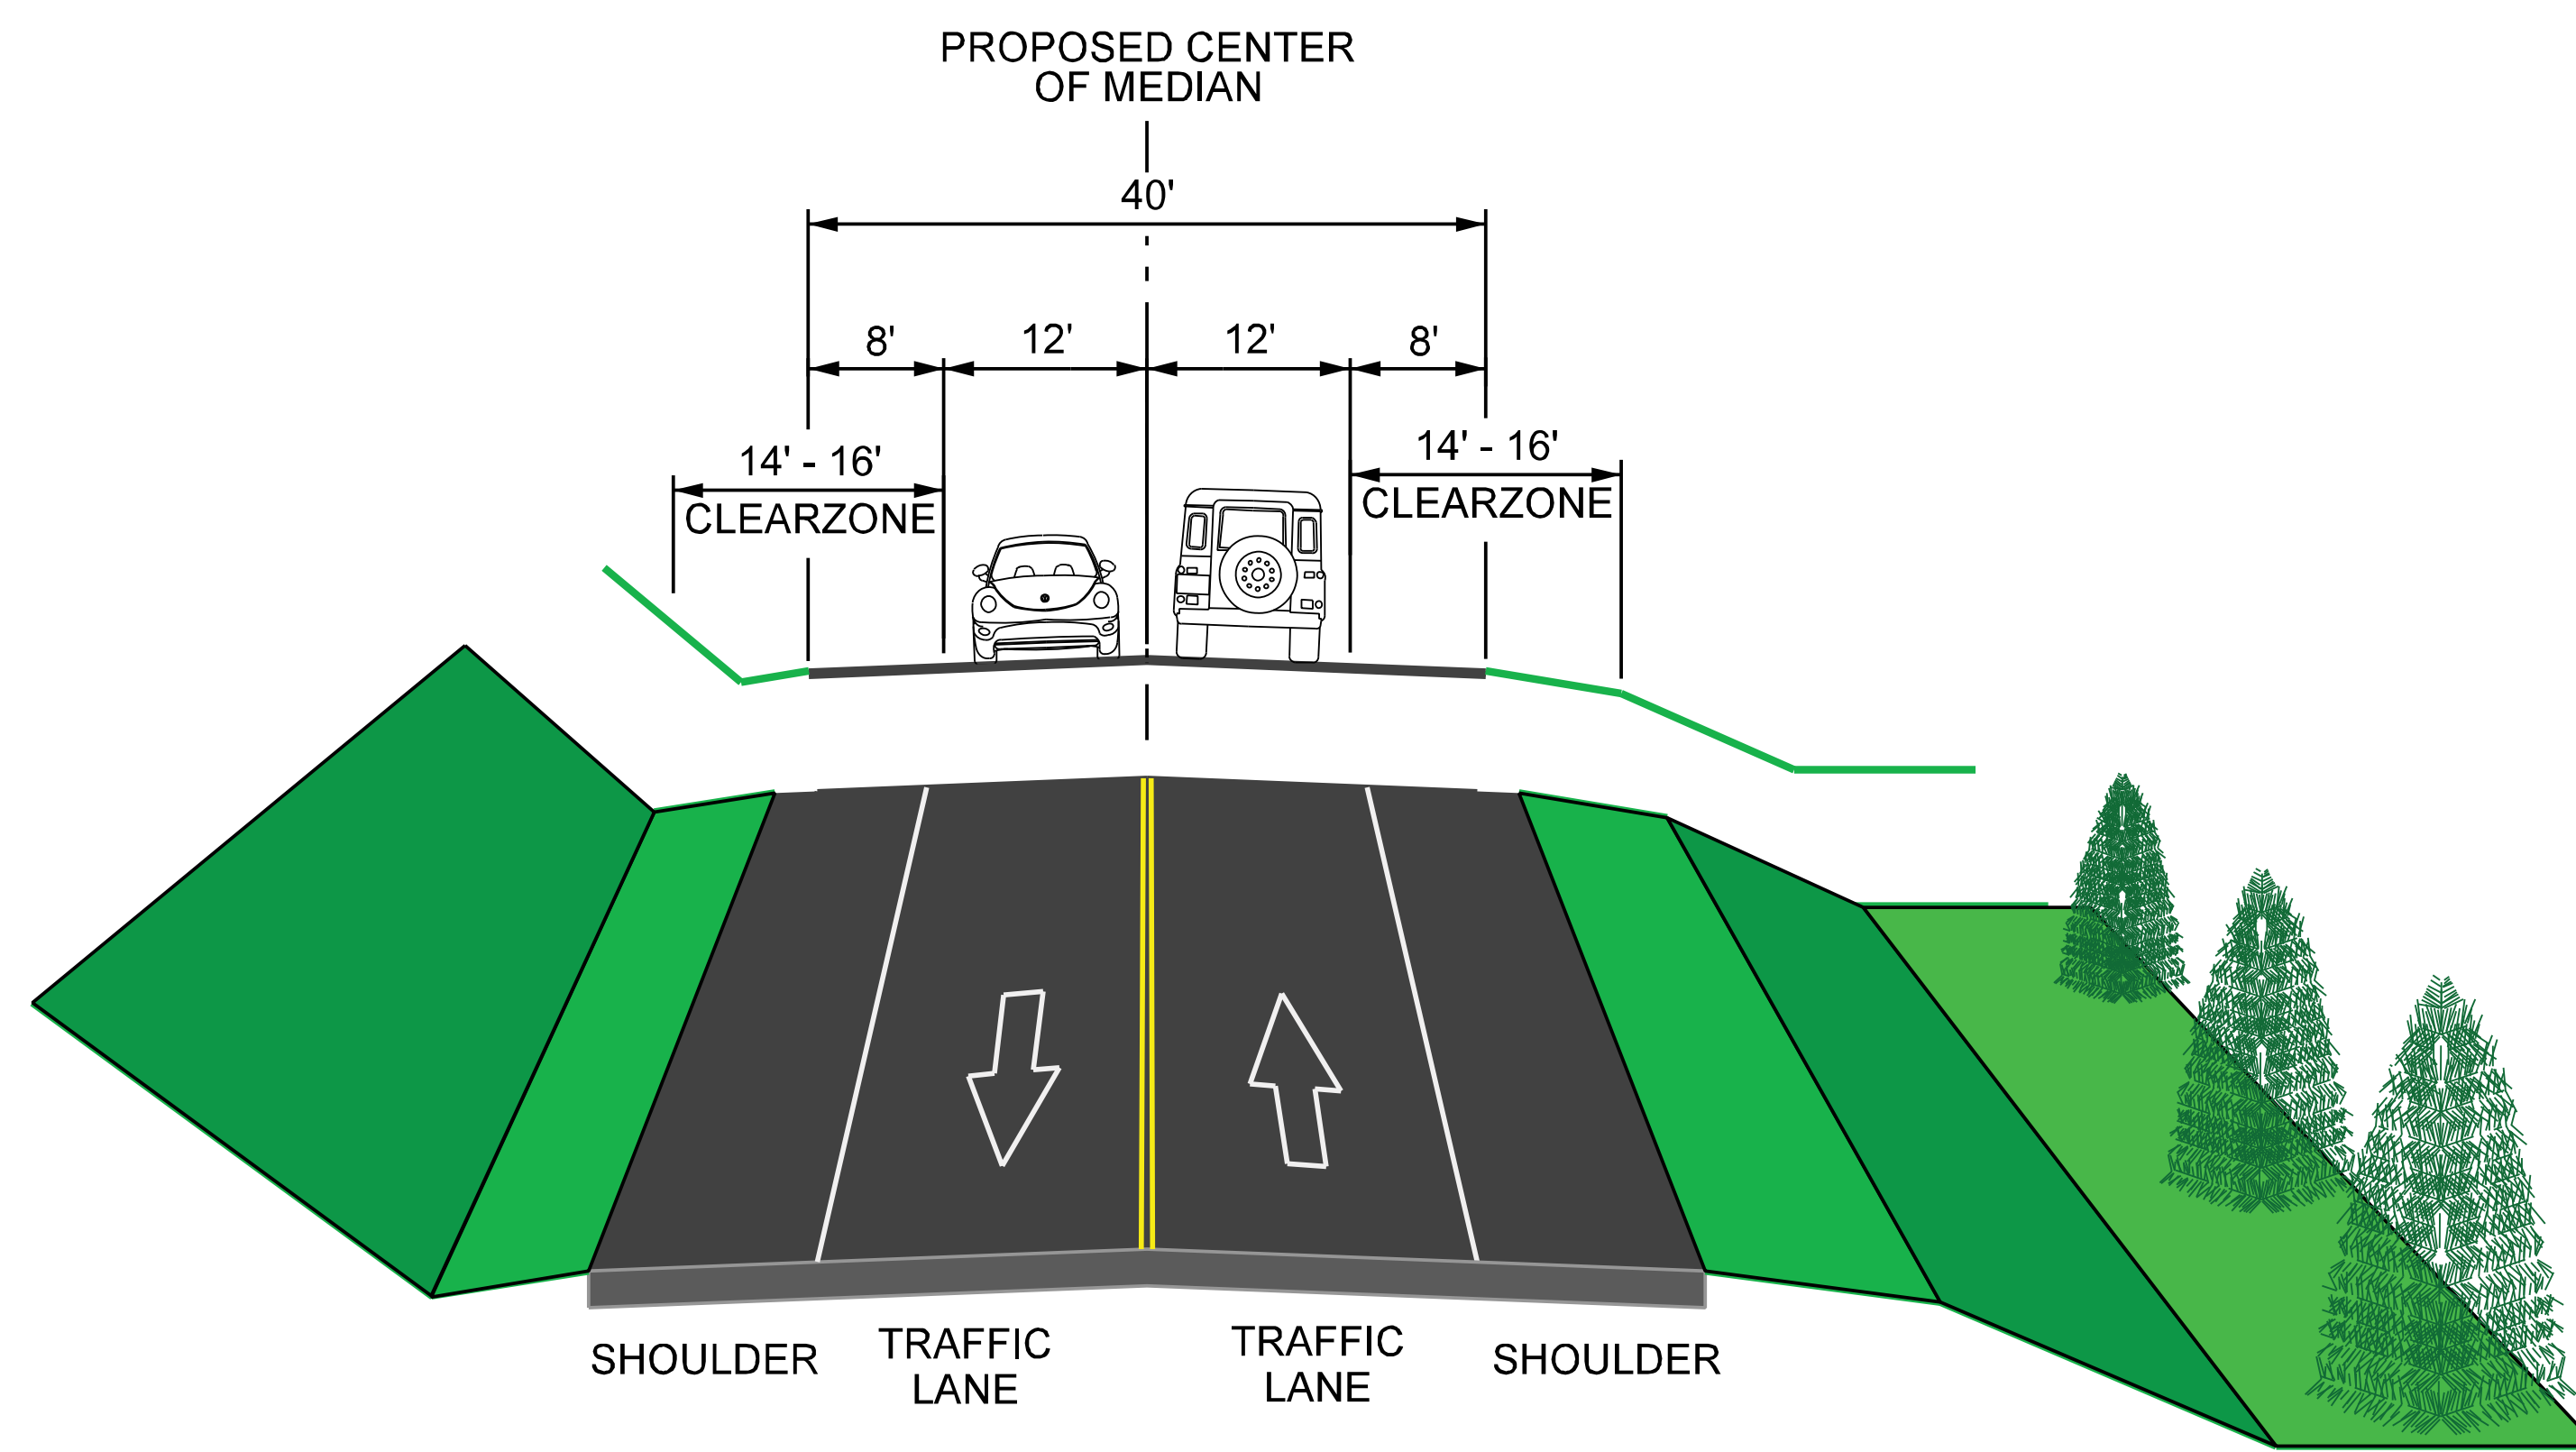 PROPOSED CENTER
OF MEDIAN
40'
8' 12' 12' 8'
14' - 16' 14' - 16'
CLEARZONE CLEARZONE
SHOULDER TRAFFIC TRAFFIC SHOULDER
LANE LANE